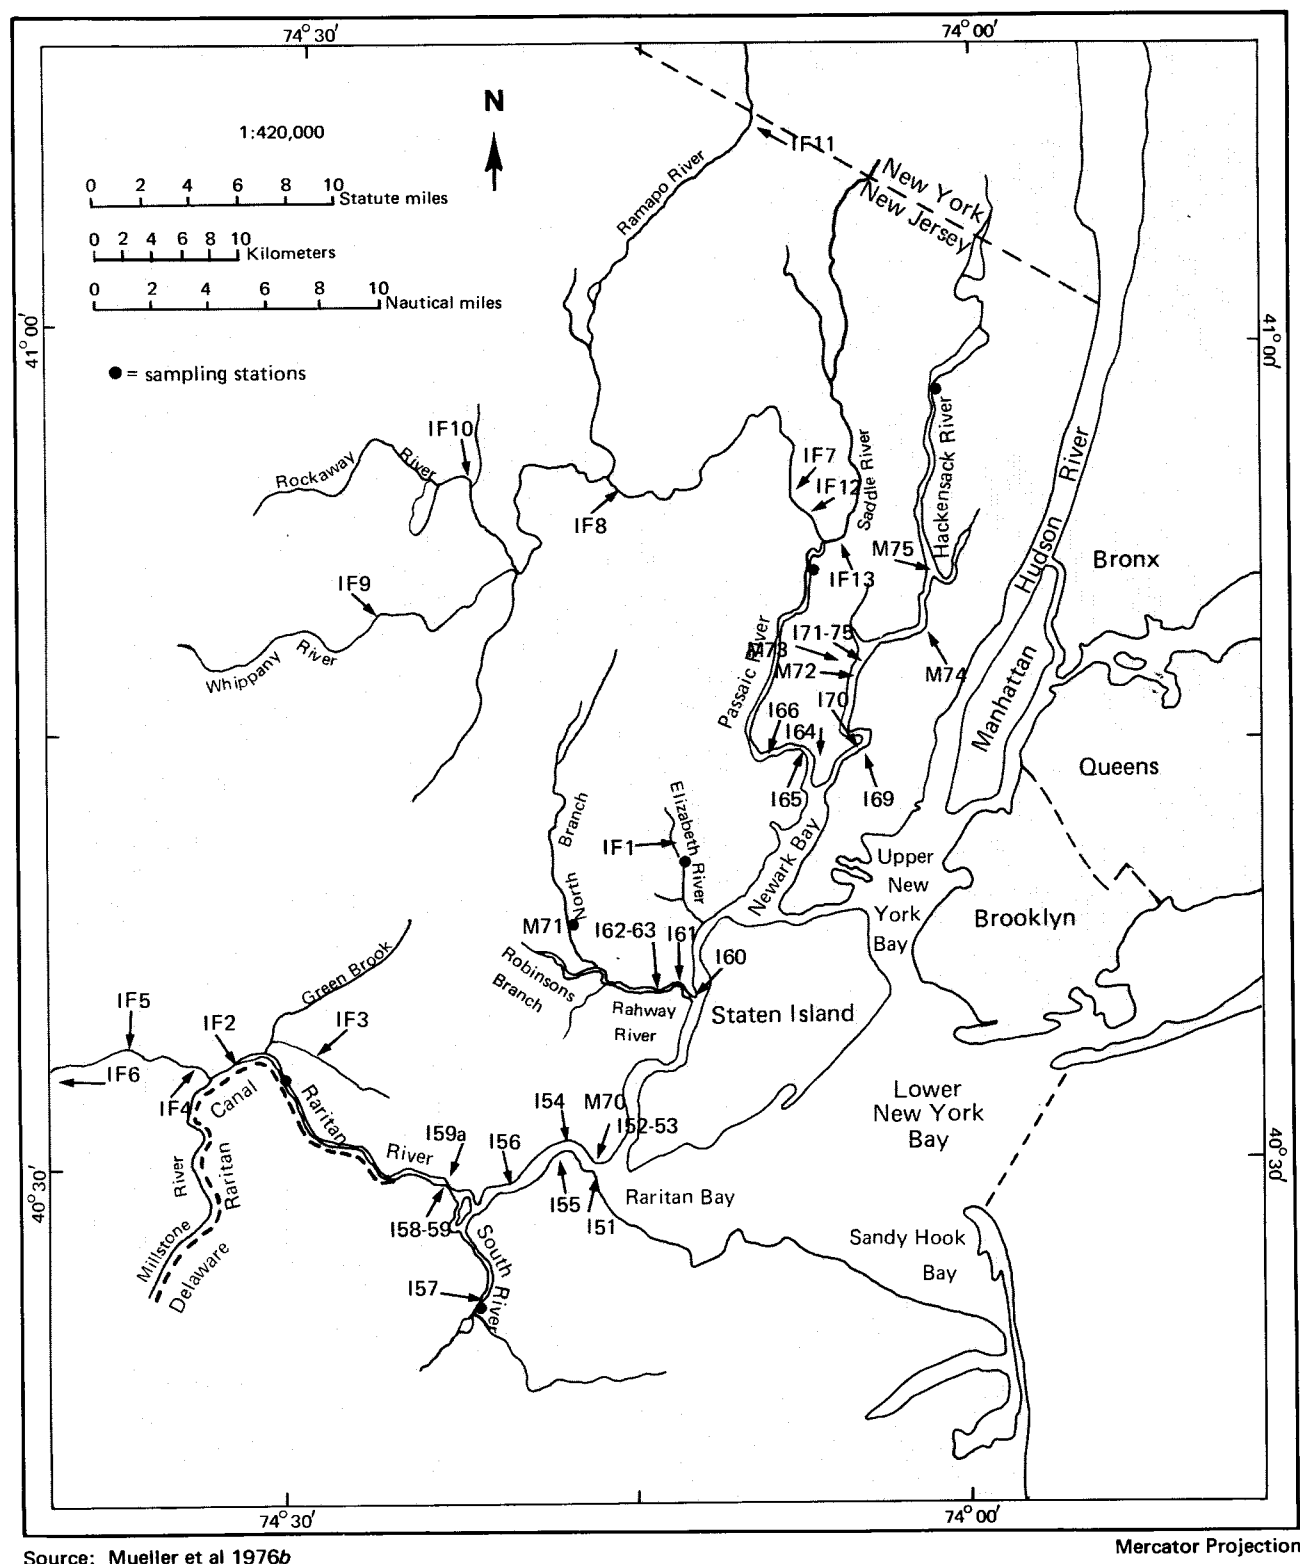 74°30′
74°00′
N
1:420,000
0 2 4 6 8 10
Statute miles
0 2 4 6 8 10
Kilometers
0 2 4 6 8 10
Nautical miles
● = sampling stations
41°00′
41°00′
IF11
New York
New Jersey
Ramapo River
IF10
Rockaway
River
IF8
IF7
IF12
Saddle River
Hackensack River
M75
IF13
Hudson
River
Bronx
IF9
Whippany
River
I71-75
M73
M72
M74
Passaic River
I70
I66
I64
I65
I69
Manhattan
Queens
Elizabeth
River
IF1
Newark Bay
Upper
New
York
Bay
Brooklyn
North
Branch
M71
I62-63
I61
I60
Robinsons
Branch
Rahway
River
Staten Island
Green Brook
IF5
IF2
IF3
IF6
IF4
Canal
Raritan
River
Lower
New York
Bay
I54
M70
I52-53
I59a
I56
40°30′
40°30′
River
Raritan
I58-59
I55
I51
Raritan Bay
Millstone
Delaware
South River
I57
Sandy Hook
Bay
74°30′
74°00′
Source: Mueller et al 1976b
Mercator Projection